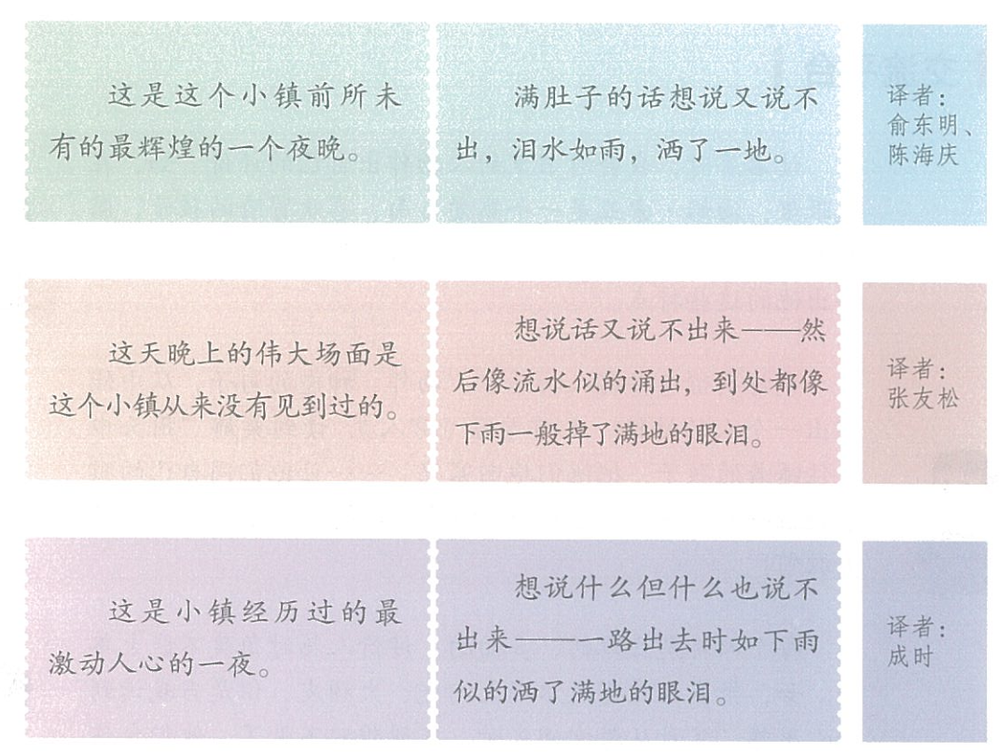 这是这个小镇前所未
有的最辉煌的一个夜晚。
满肚子的话想说又说不
出，泪水如雨，洒了一地。
译者：
俞东明、
陈海庆
这天晚上的伟大场面是
这个小镇从来没有见到过的。
想说话又说不出来——然
后像流水似的涌出，到处都像
下雨一般掉了满地的眼泪。
译者：
张友松
这是小镇经历过的最
激动人心的一夜。
想说什么但什么也说不
出来——一路出去时如下雨
似的洒了满地的眼泪。
译者：
成时